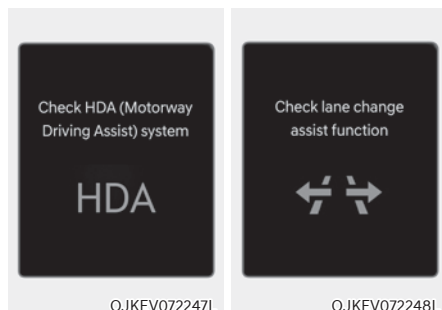 Check HDA (Motorway
Driving Assist) system
HDA
OJKEV072247L
Check lane change
assist function
OJKEV072248L